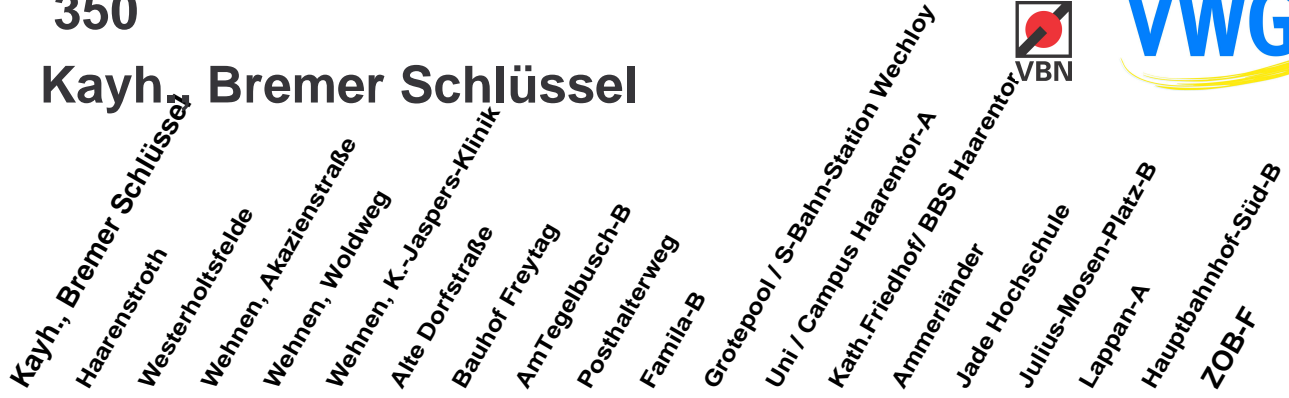 350
Kayh., Bremer Schlüssel
VBN
VWG
Kayh., Bremer Schlüssel
Haarenstroth
Westerholtsfelde
Wehnen, Akazienstraße
Wehnen, Woldweg
Wehnen, K.-Jaspers-Klinik
Alte Dorfstraße
Bauhof Freytag
AmTegelbusch-B
Posthalterweg
Famila-B
Grotepool / S-Bahn-Station Wechloy
Uni / Campus Haarentor-A
Kath.Friedhof/ BBS Haarentor
Ammerländer
Jade Hochschule
Julius-Mosen-Platz-B
Lappan-A
Hauptbahnhof-Süd-B
ZOB-F